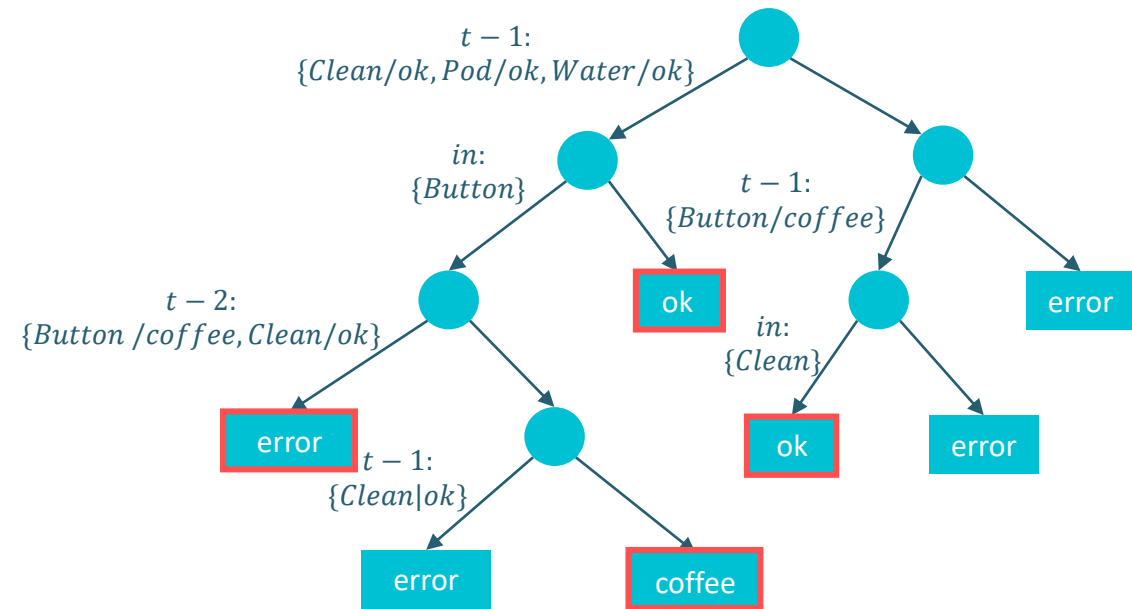 t − 1:
{Clean/ok, Pod/ok, Water/ok}
in:
{Button}
t − 1:
{Button/coffee}
t − 2:
{Button /coffee, Clean/ok}
ok
error
in:
{Clean}
error
ok
error
t − 1:
{Clean|ok}
error
coffee